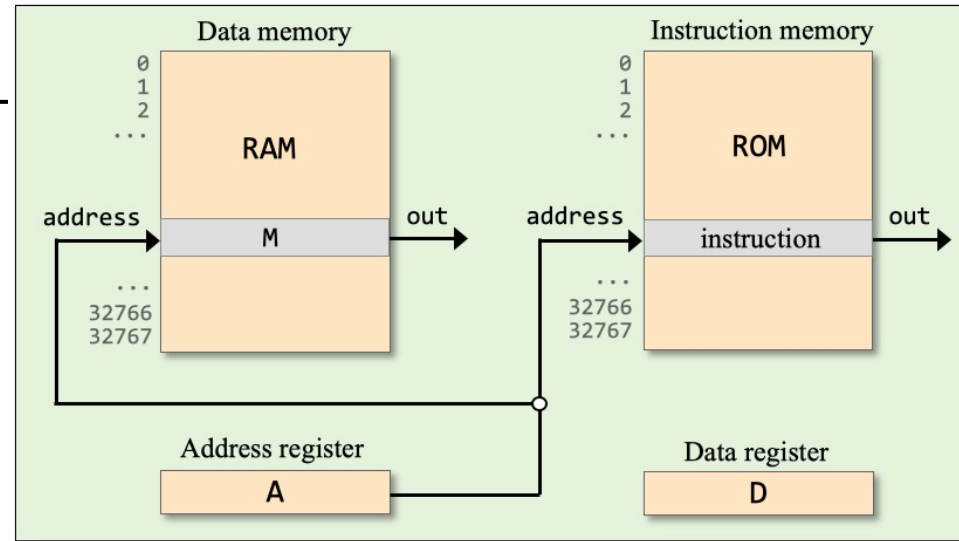 Data memory
0
1
2
...
RAM
address
M
out
...
32766
32767
Instruction memory
0
1
2
...
ROM
address
instruction
out
...
32766
32767
Address register
A
Data register
D